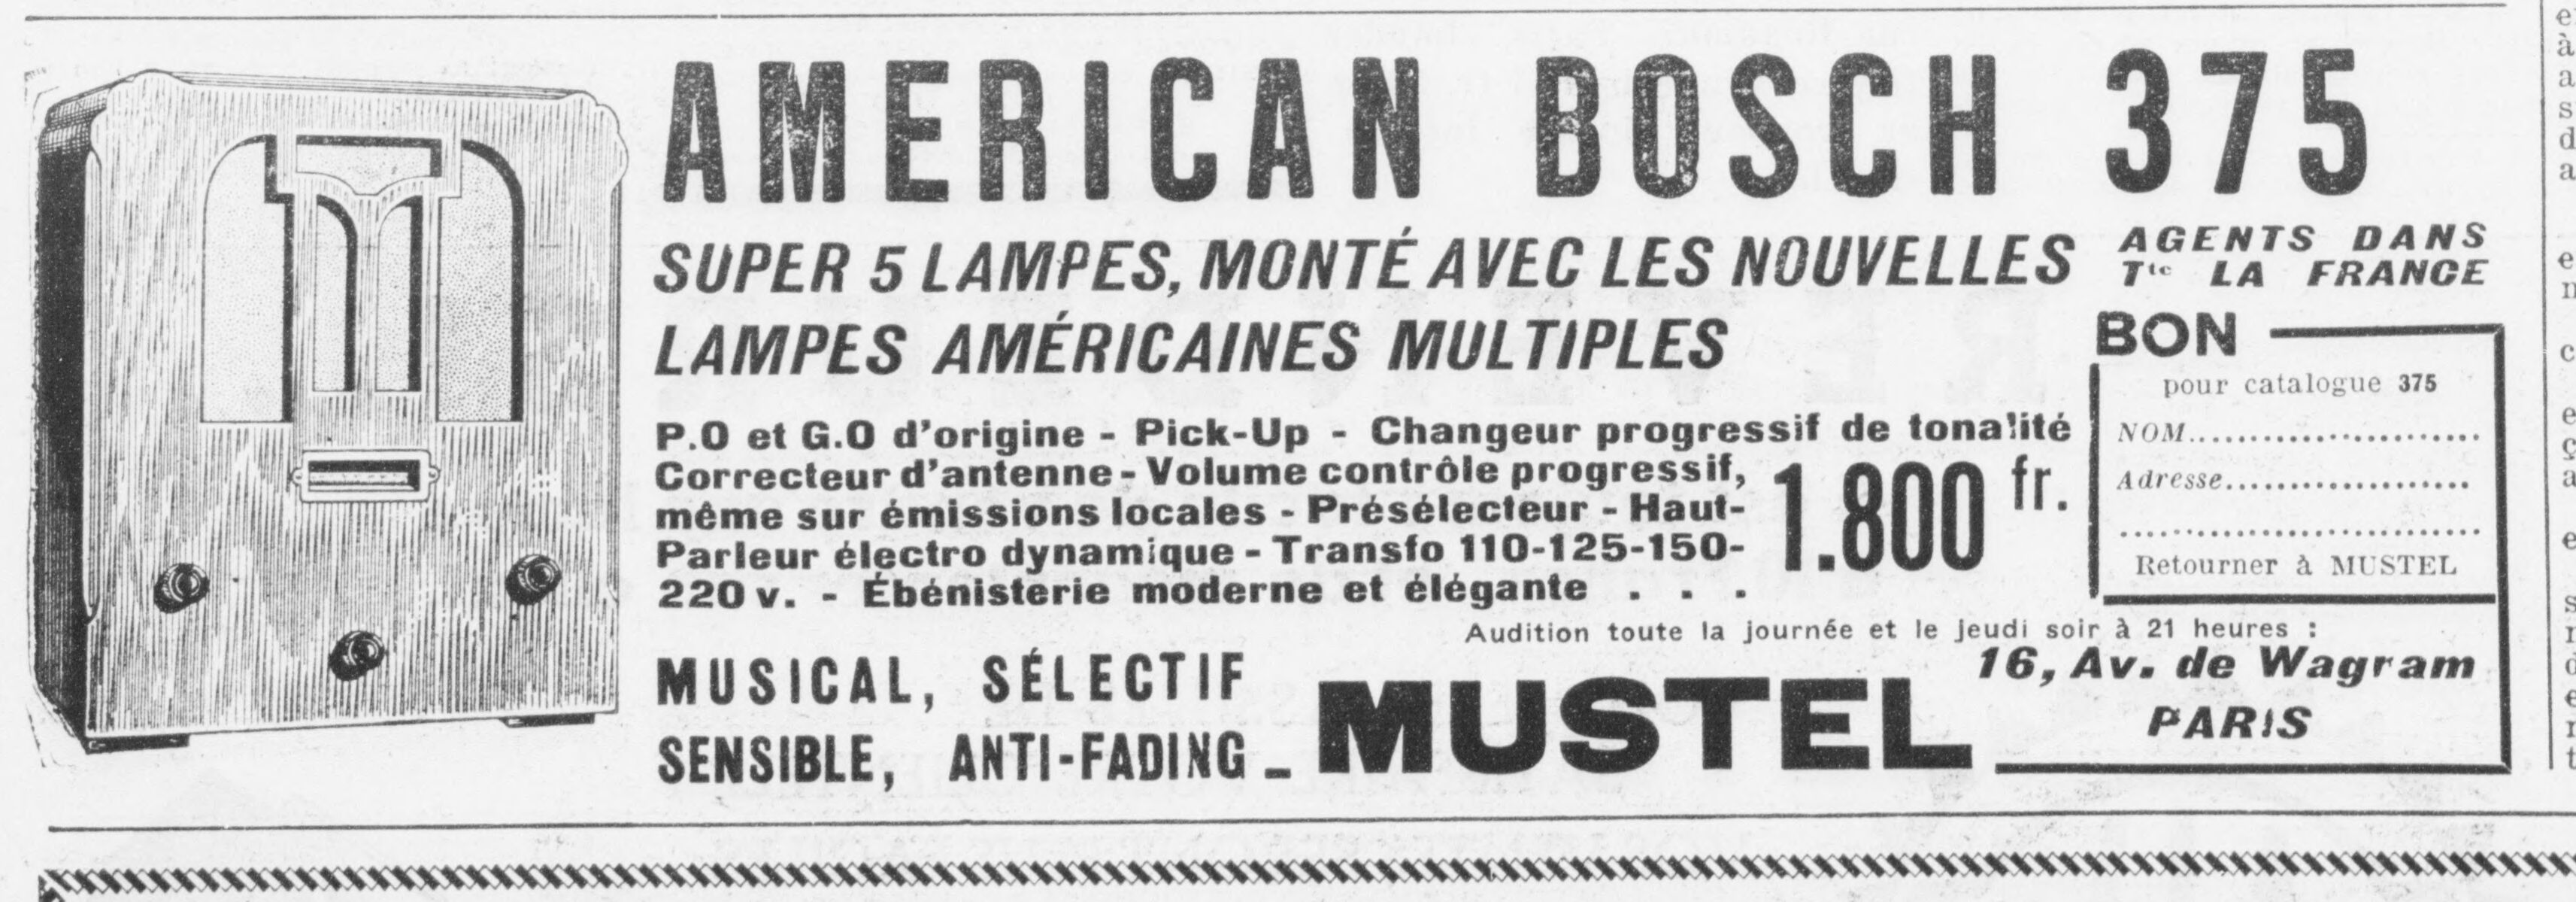 AMERICAN BOSCH 375
SUPER 5 LAMPES, MONTÉ AVEC LES NOUVELLES
LAMPES AMÉRICAINES MULTIPLES
AGENTS DANS
Tte LA FRANCE
P.O et G.O d'origine - Pick-Up - Changeur progressif de tonalité
Correcteur d'antenne - Volume contrôle progressif,
même sur émissions locales - Présélecteur - Haut-
Parleur électro dynamique - Transfo 110-125-150-
220 v. - Ébénisterie moderne et élégante . . .
1.800 fr.
BON
pour catalogue 375
NOM........................
Adresse....................
............................
Retourner à MUSTEL
MUSICAL, SÉLECTIF
SENSIBLE, ANTI-FADING -
Audition toute la journée et le jeudi soir à 21 heures :
MUSTEL
16, Av. de Wagram
PARIS